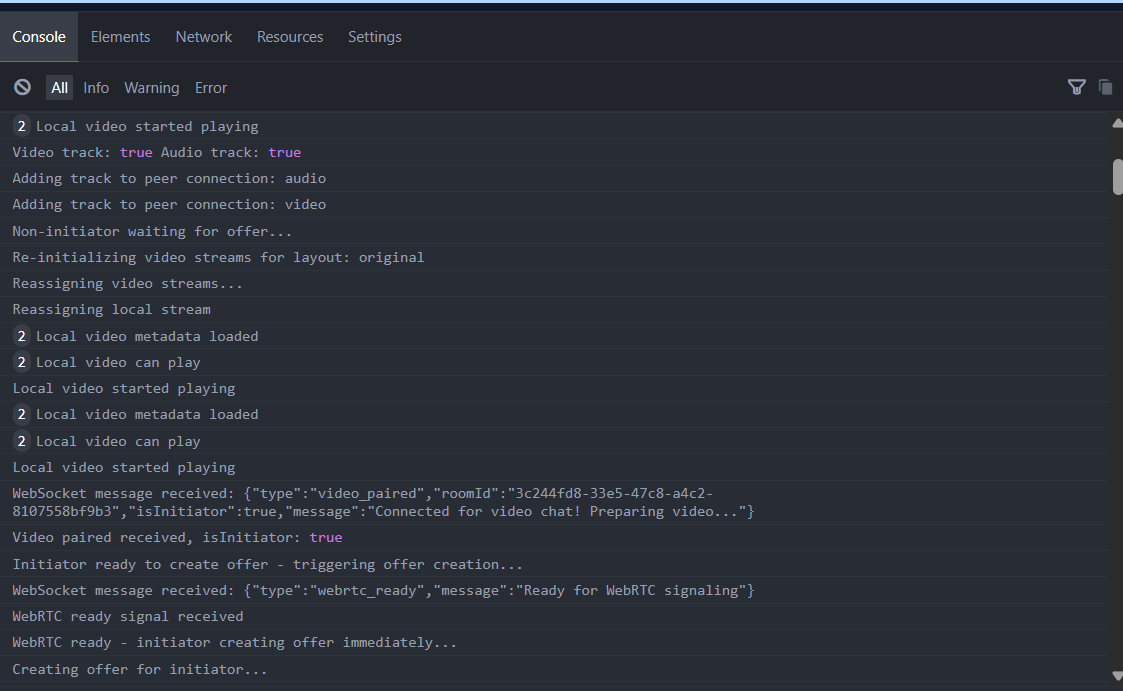 Console Elements Network Resources Settings
All Info Warning Error
2 Local video started playing
Video track: true Audio track: true
Adding track to peer connection: audio
Adding track to peer connection: video
Non-initiator waiting for offer...
Re-initializing video streams for layout: original
Reassigning video streams...
Reassigning local stream
2 Local video metadata loaded
2 Local video can play
Local video started playing
2 Local video metadata loaded
2 Local video can play
Local video started playing
WebSocket message received: {"type":"video_paired","roomId":"3c244fd8-33e5-47c8-a4c2-
8107558bf9b3","isInitiator":true,"message":"Connected for video chat! Preparing video..."}
Video paired received, isInitiator: true
Initiator ready to create offer - triggering offer creation...
WebSocket message received: {"type":"webrtc_ready","message":"Ready for WebRTC signaling"}
WebRTC ready signal received
WebRTC ready - initiator creating offer immediately...
Creating offer for initiator...